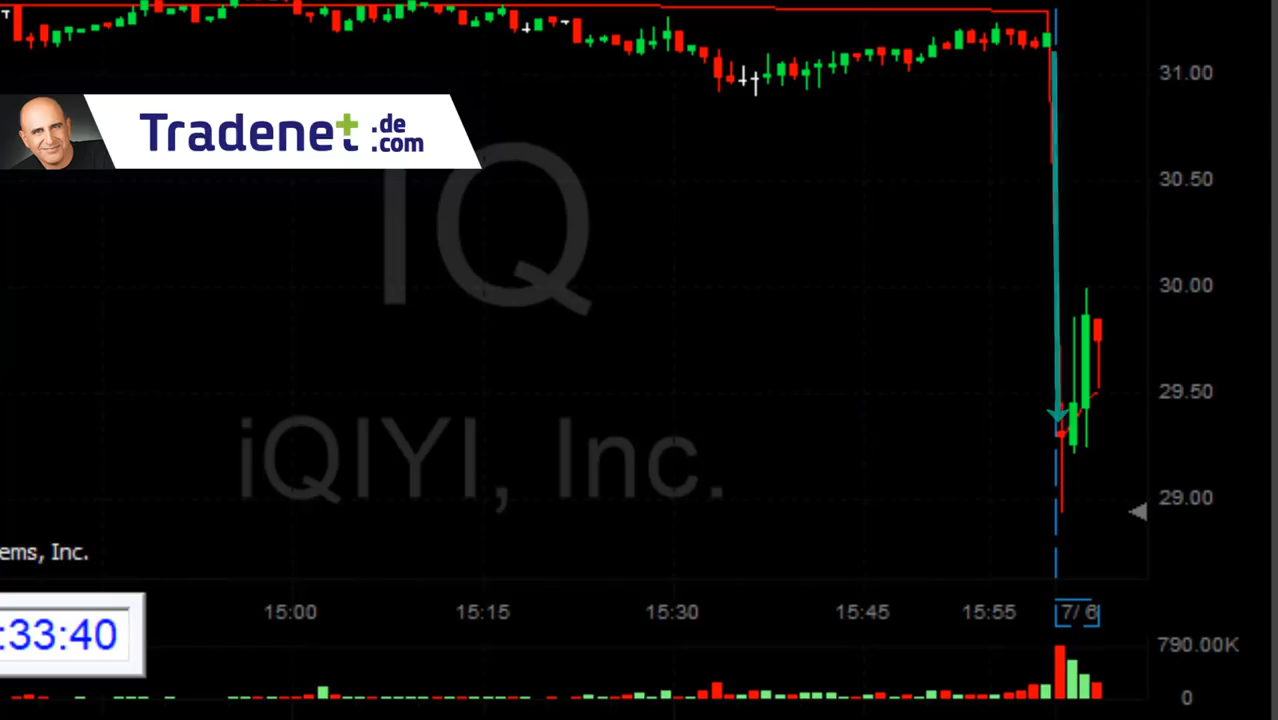 31.00
Tradenet .de
.com
30.50
IQ
30.00
29.50
iQIYI, Inc.
29.00
ems, Inc.
15:00 15:15 15:30 15:45 15:55 7/ 6
:33:40
790.00K
0